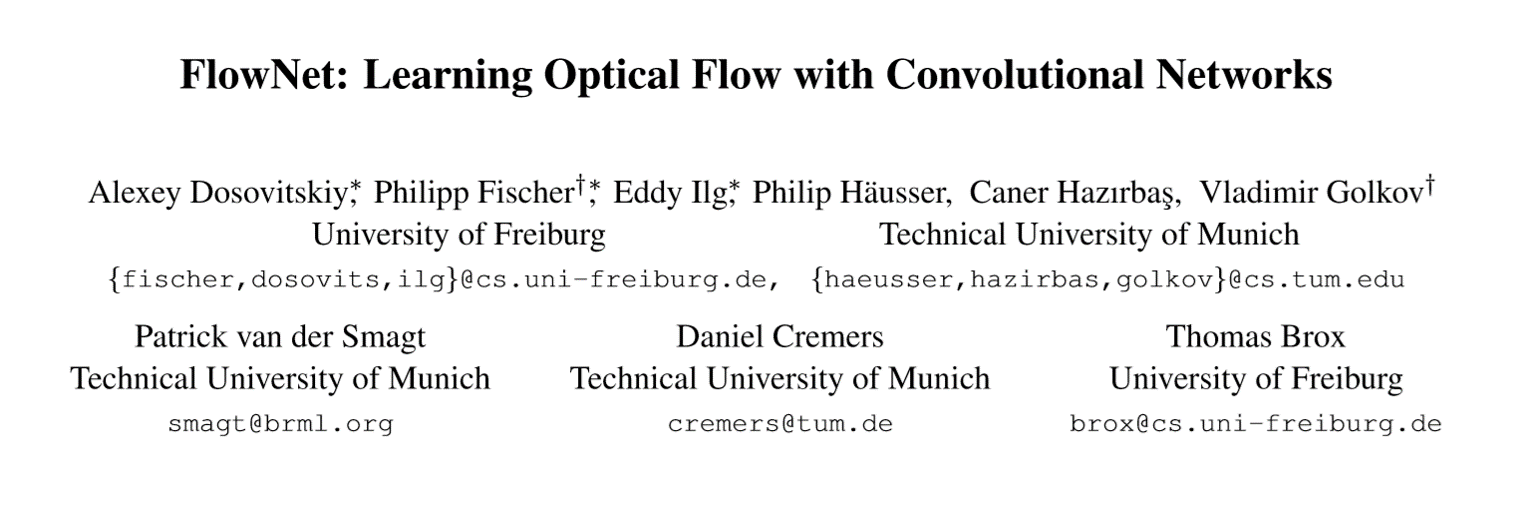 FlowNet: Learning Optical Flow with Convolutional Networks
Alexey Dosovitskiy*, Philipp Fischer†*, Eddy Ilg*, Philip Häusser, Caner Hazırbaş, Vladimir Golkov†
University of Freiburg Technical University of Munich
{fischer,dosovits,ilg}@cs.uni-freiburg.de, {haeusser,hazirbas,golkov}@cs.tum.edu
Patrick van der Smagt Daniel Cremers Thomas Brox
Technical University of Munich Technical University of Munich University of Freiburg
smagt@brml.org cremers@tum.de brox@cs.uni-freiburg.de